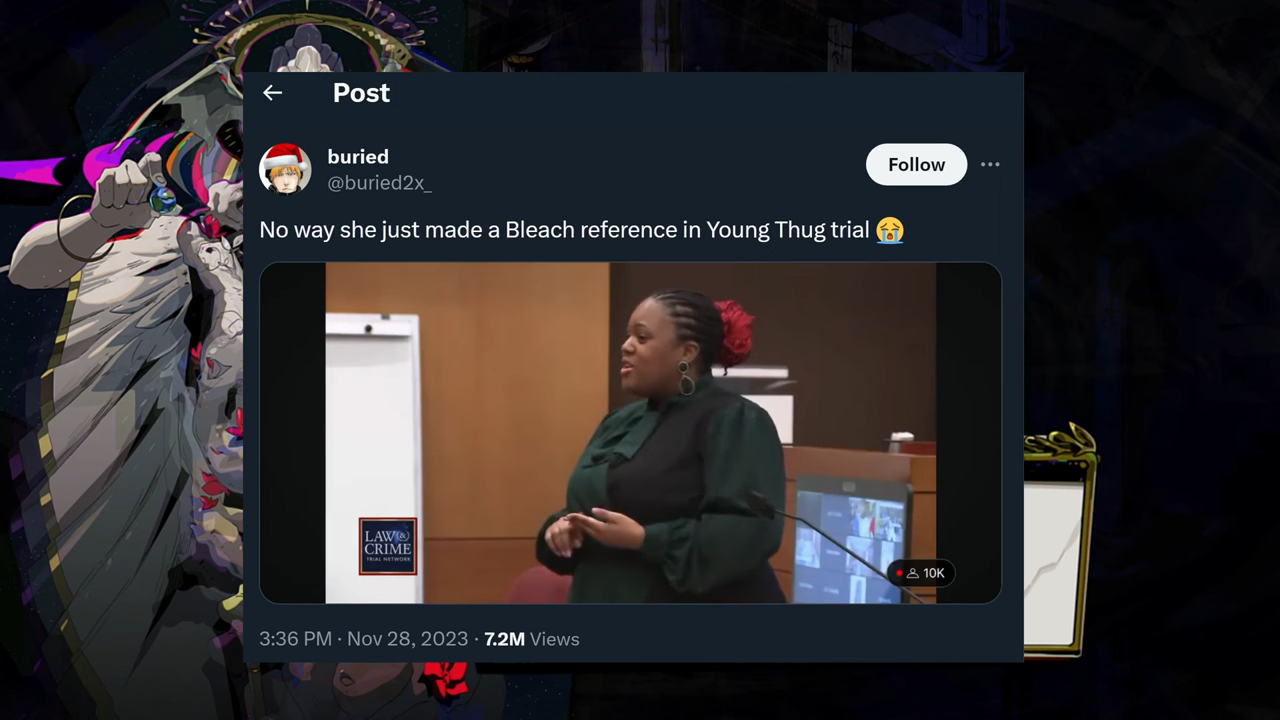 Post
buried
@buried2x_
Follow
No way she just made a Bleach reference in Young Thug trial 😭
LAW &
CRIME
TRIAL NETWORK
10K
3:36 PM · Nov 28, 2023 · 7.2M Views